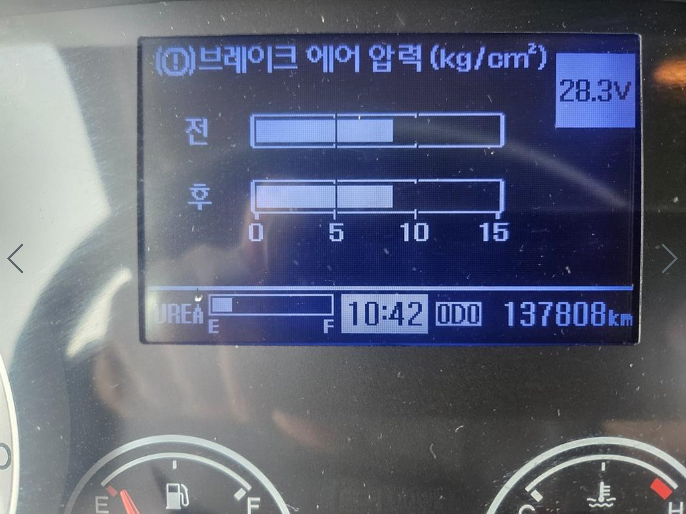 (!)브레이크 에어 압력(kg/cm²)
28.3V
전
후
0 5 10 15
UREA E F 10:42 ODO 137808km
E F C H
0